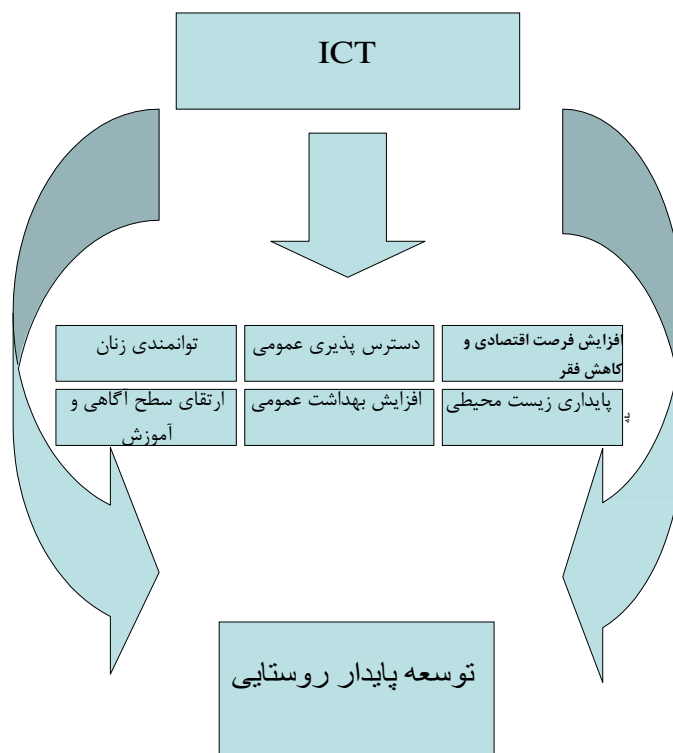 ICT
افزایش فرصت اقتصادی و
کاهش فقر
دسترس پذیری عمومی
توانمندی زنان
پایداری زیست محیطی
افزایش بهداشت عمومی
ارتقای سطح آگاهی و
آموزش
توسعه پایدار روستایی